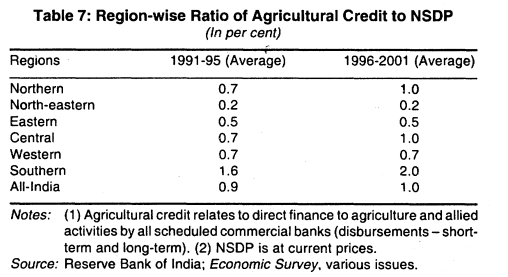 Table 7: Region-wise Ratio of Agricultural Credit to NSDP
(In per cent)
Regions 1991-95 (Average) 1996-2001 (Average)
Northern 0.7 1.0
North-eastern 0.2 0.2
Eastern 0.5 0.5
Central 0.7 1.0
Western 0.7 0.7
Southern 1.6 2.0
All-India 0.9 1.0
Notes: (1) Agricultural credit relates to direct finance to agriculture and allied
activities by all scheduled commercial banks (disbursements – short-
term and long-term). (2) NSDP is at current prices.
Source: Reserve Bank of India; Economic Survey, various issues.